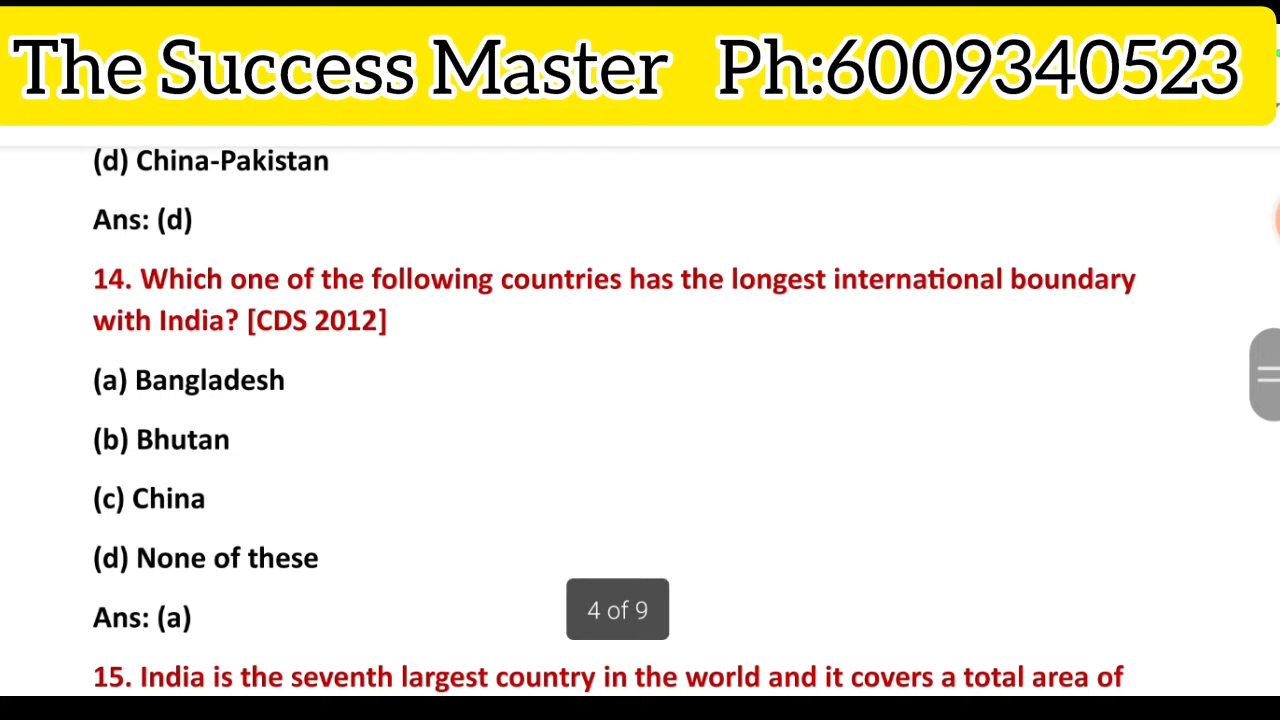 The Success Master Ph:6009340523
(d) China-Pakistan
Ans: (d)
14. Which one of the following countries has the longest international boundary
with India? [CDS 2012]
(a) Bangladesh
(b) Bhutan
(c) China
(d) None of these
Ans: (a)
4 of 9
15. India is the seventh largest country in the world and it covers a total area of